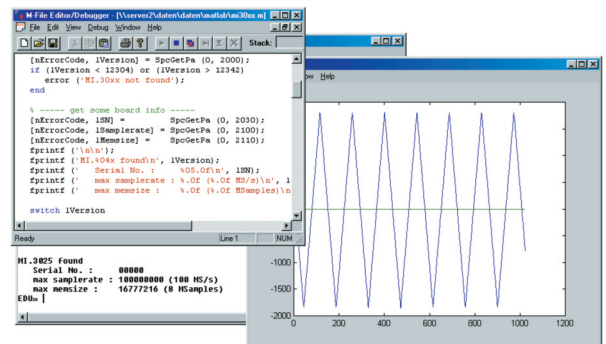 M-File Editor/Debugger - [\\server2\daten\daten\matlab\mi30xx.m]
File Edit View Debug Window Help
Stack:
[nErrorCode, lVersion] = SpcGetPa (0, 2000);
if (lVersion < 12304) or (lVersion > 12342)
error ('MI.30xx not found');
end
% ----- get some board info -----
[nErrorCode, lSN] = SpcGetPa (0, 2030);
[nErrorCode, lSamplerate] = SpcGetPa (0, 2100);
[nErrorCode, lMemsize] = SpcGetPa (0, 2110);
fprintf ('\n\n');
fprintf ('MI.%04x found\n', lVersion);
fprintf (' Serial No. : %05.0f\n', lSN);
fprintf (' max samplerate : %.0f (%.0f MS/s)\n', l
fprintf (' max memsize : %.0f (%.0f MSamples)\n
switch lVersion
Ready Line 1 NUM
MI.3025 found
Serial No. : 00000
max samplerate : 100000000 (100 MS/s)
max memsize : 16777216 (8 MSamples)
EDU»
Help
-1000
-1500
-2000
0 200 400 600 800 1000 1200